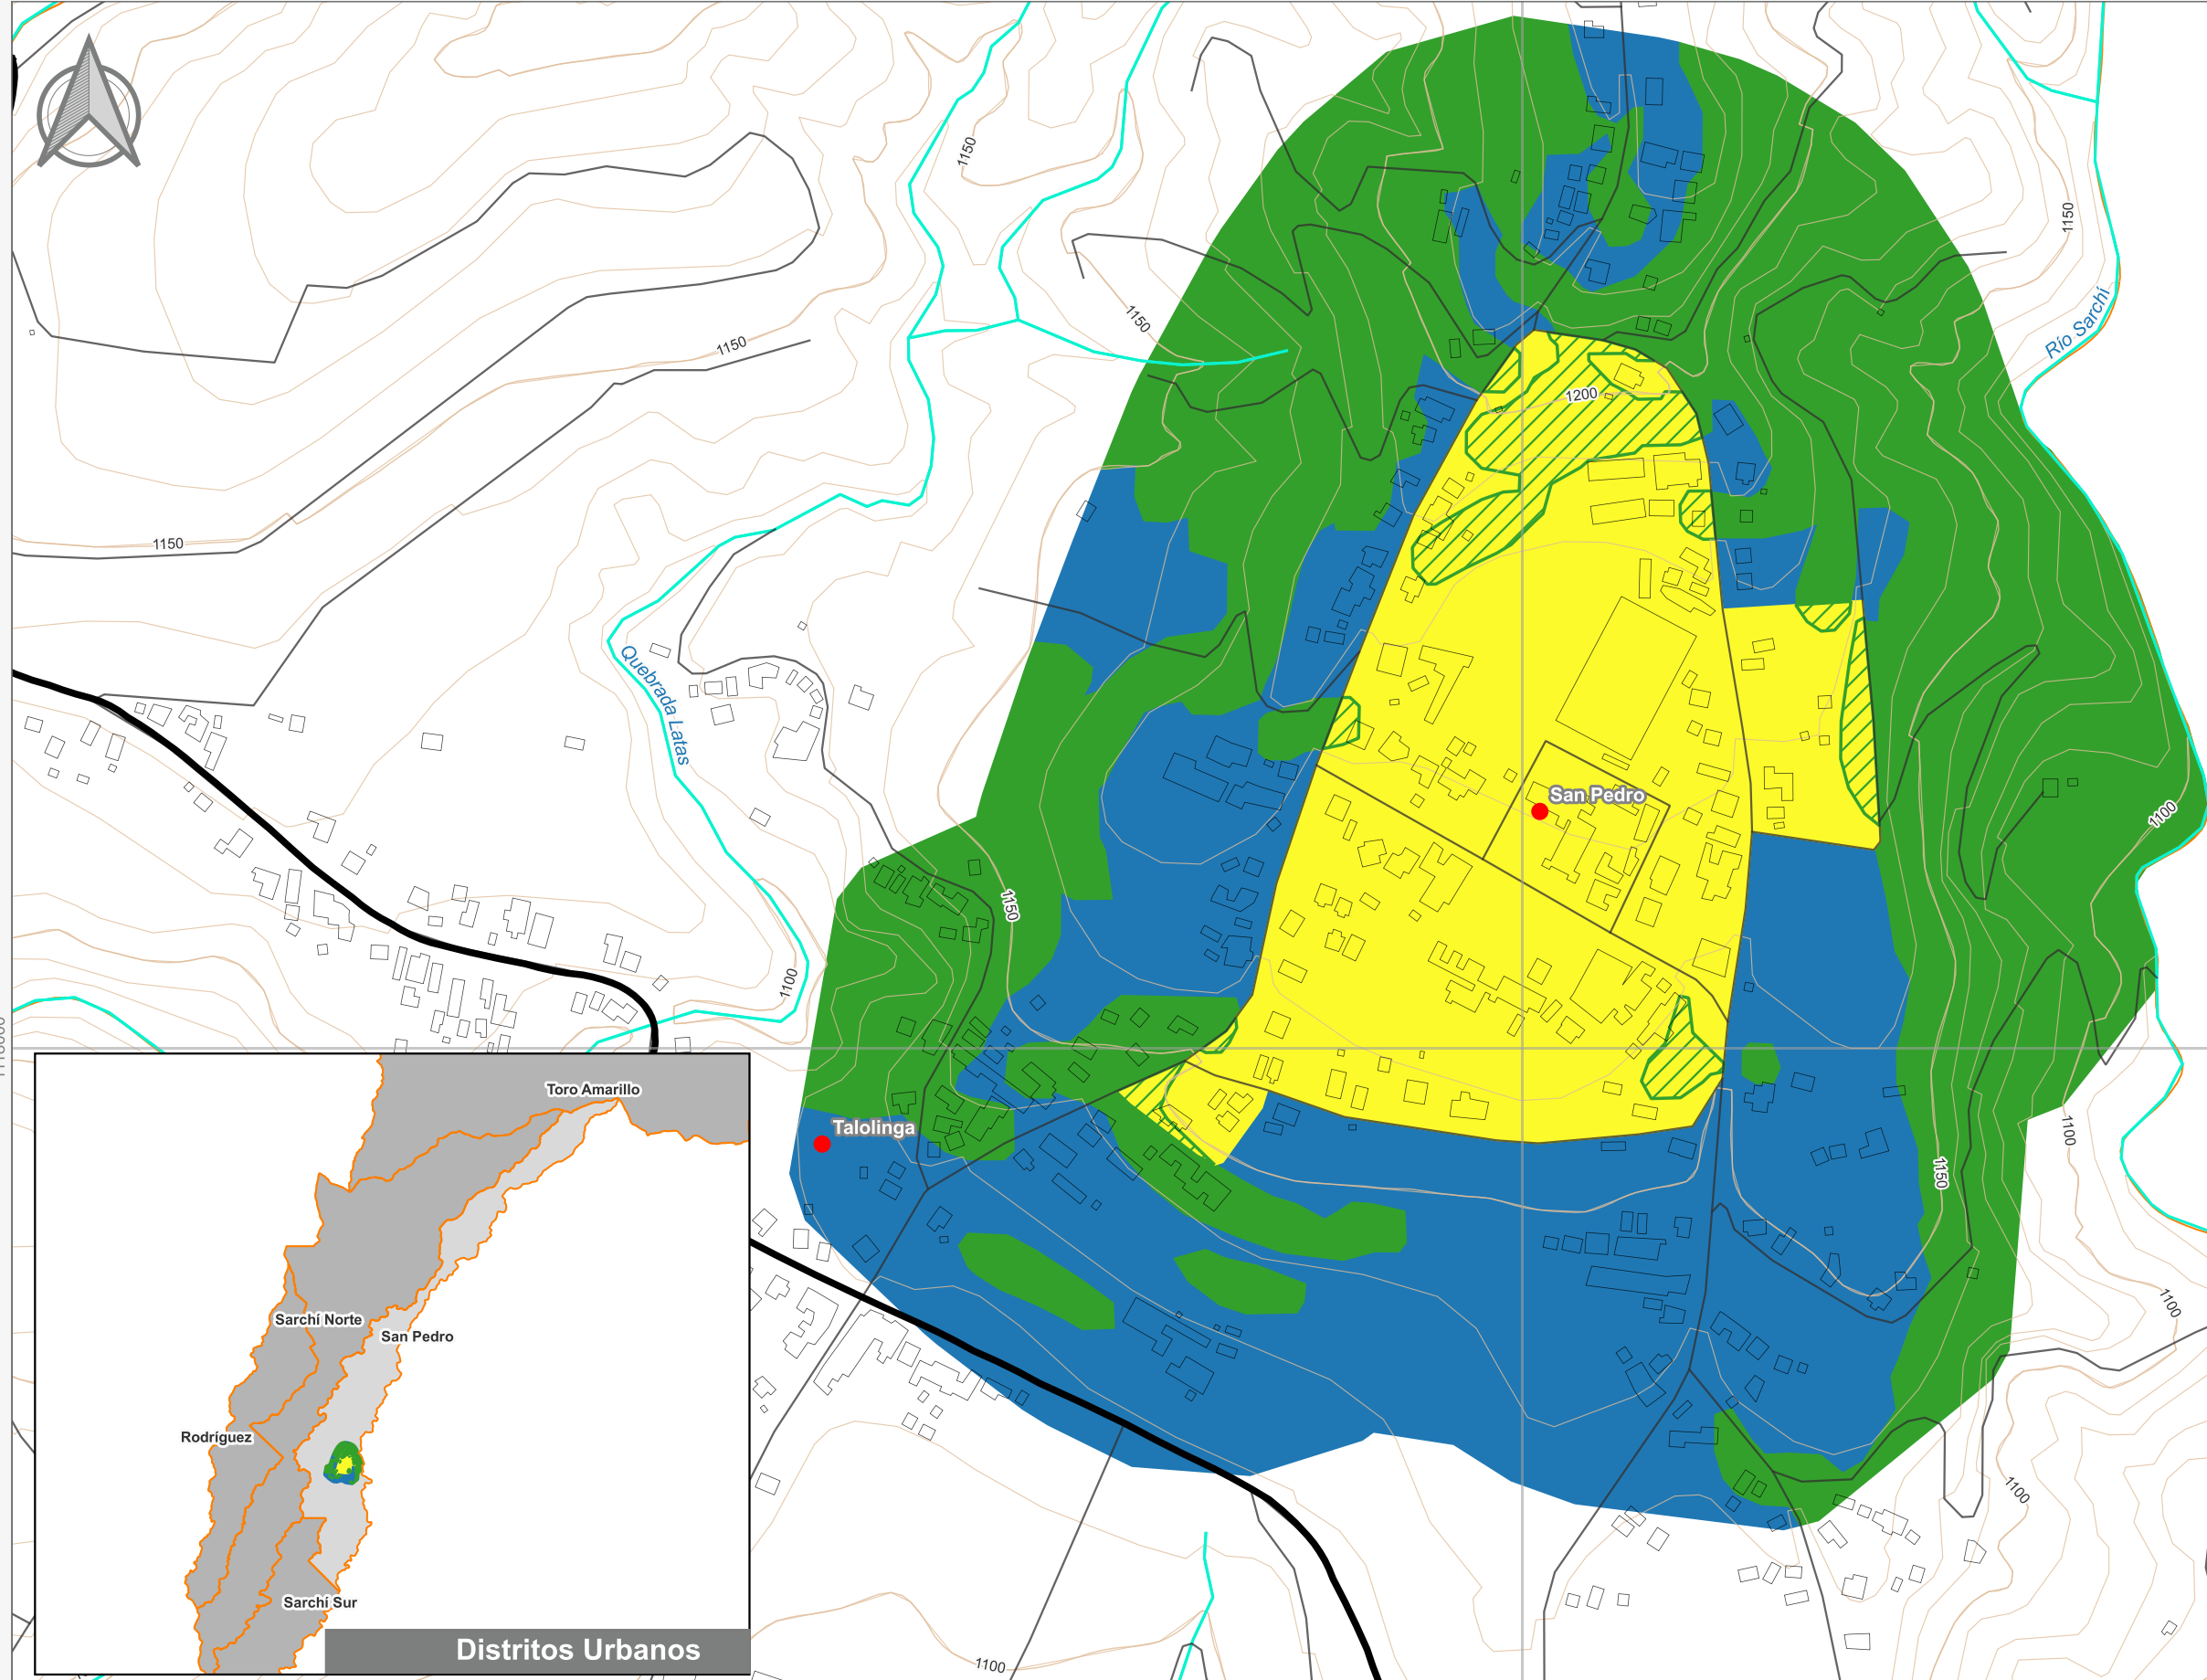 1150
1150
Río Sarchí
1150
1150
1200
1150
Quebrada Latas
San Pedro
1100
1150
1100
Talolinga
1100
1150
1100
1100
1100
Toro Amarillo
Sarchí Norte
San Pedro
Rodríguez
Sarchí Sur
Distritos Urbanos